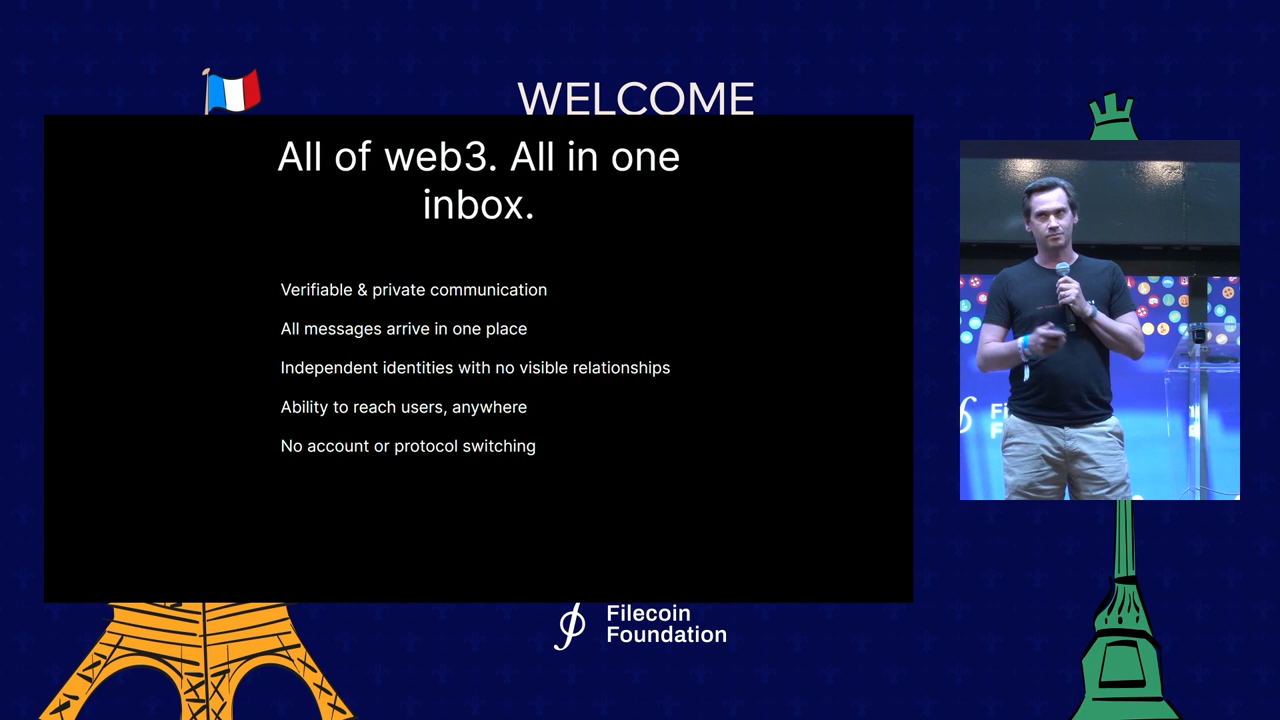 WELCOME
All of web3. All in one
inbox.
Verifiable & private communication
All messages arrive in one place
Independent identities with no visible relationships
Ability to reach users, anywhere
No account or protocol switching
Filecoin
Foundation